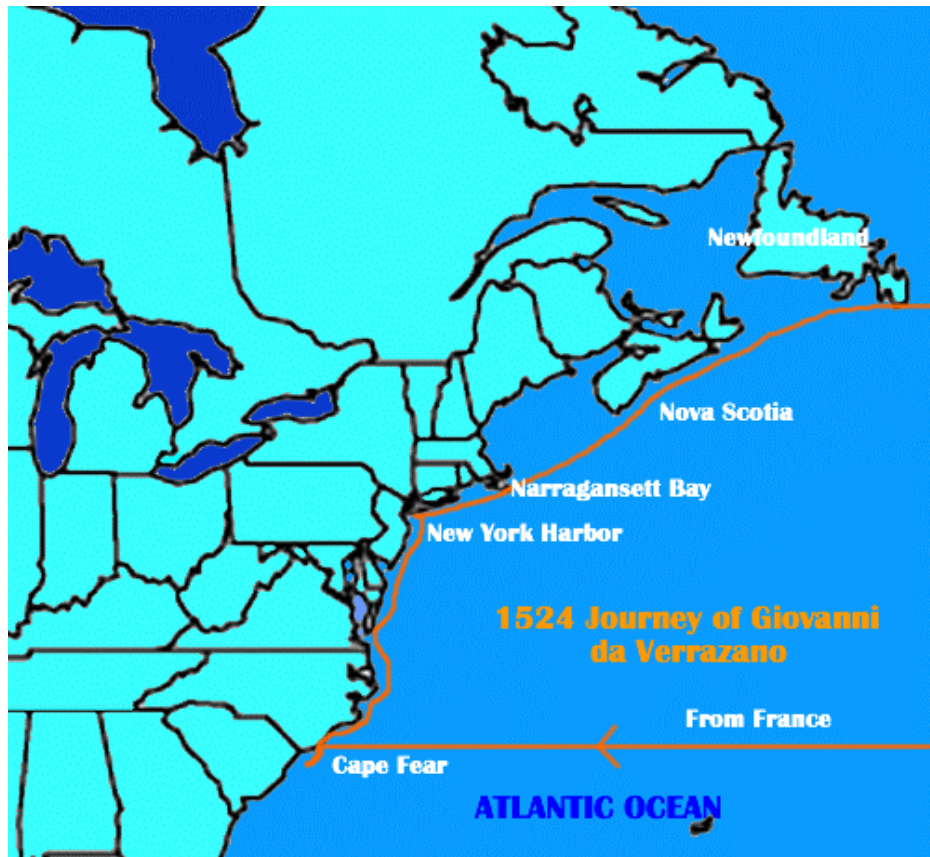 Newfoundland
Nova Scotia
Narragansett Bay
New York Harbor
1524 Journey of Giovanni
da Verrazano
From France
Cape Fear
ATLANTIC OCEAN